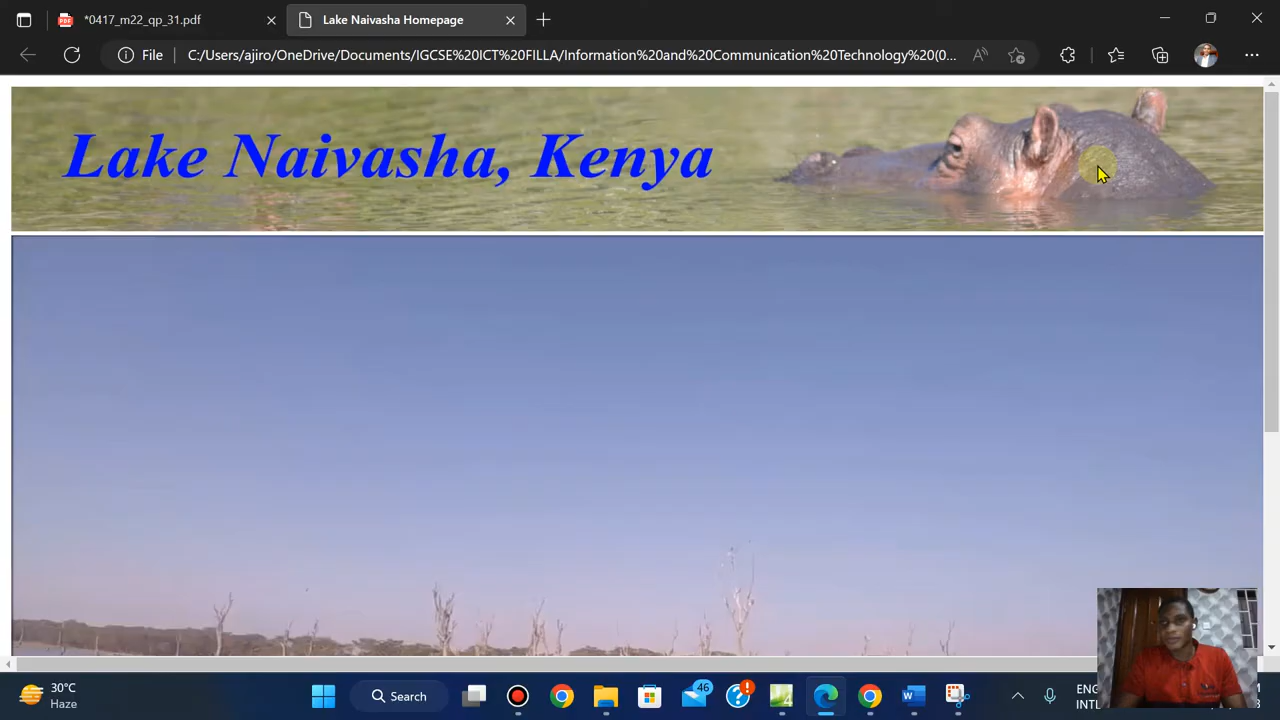 *0417_m22_qp_31.pdf
Lake Naivasha Homepage
File
C:/Users/ajiro/OneDrive/Documents/IGCSE%20ICT%20FILLA/Information%20and%20Communication%20Technology%20(0...
Lake Naivasha, Kenya
30°C
Haze
Search
46
ENG
INTL